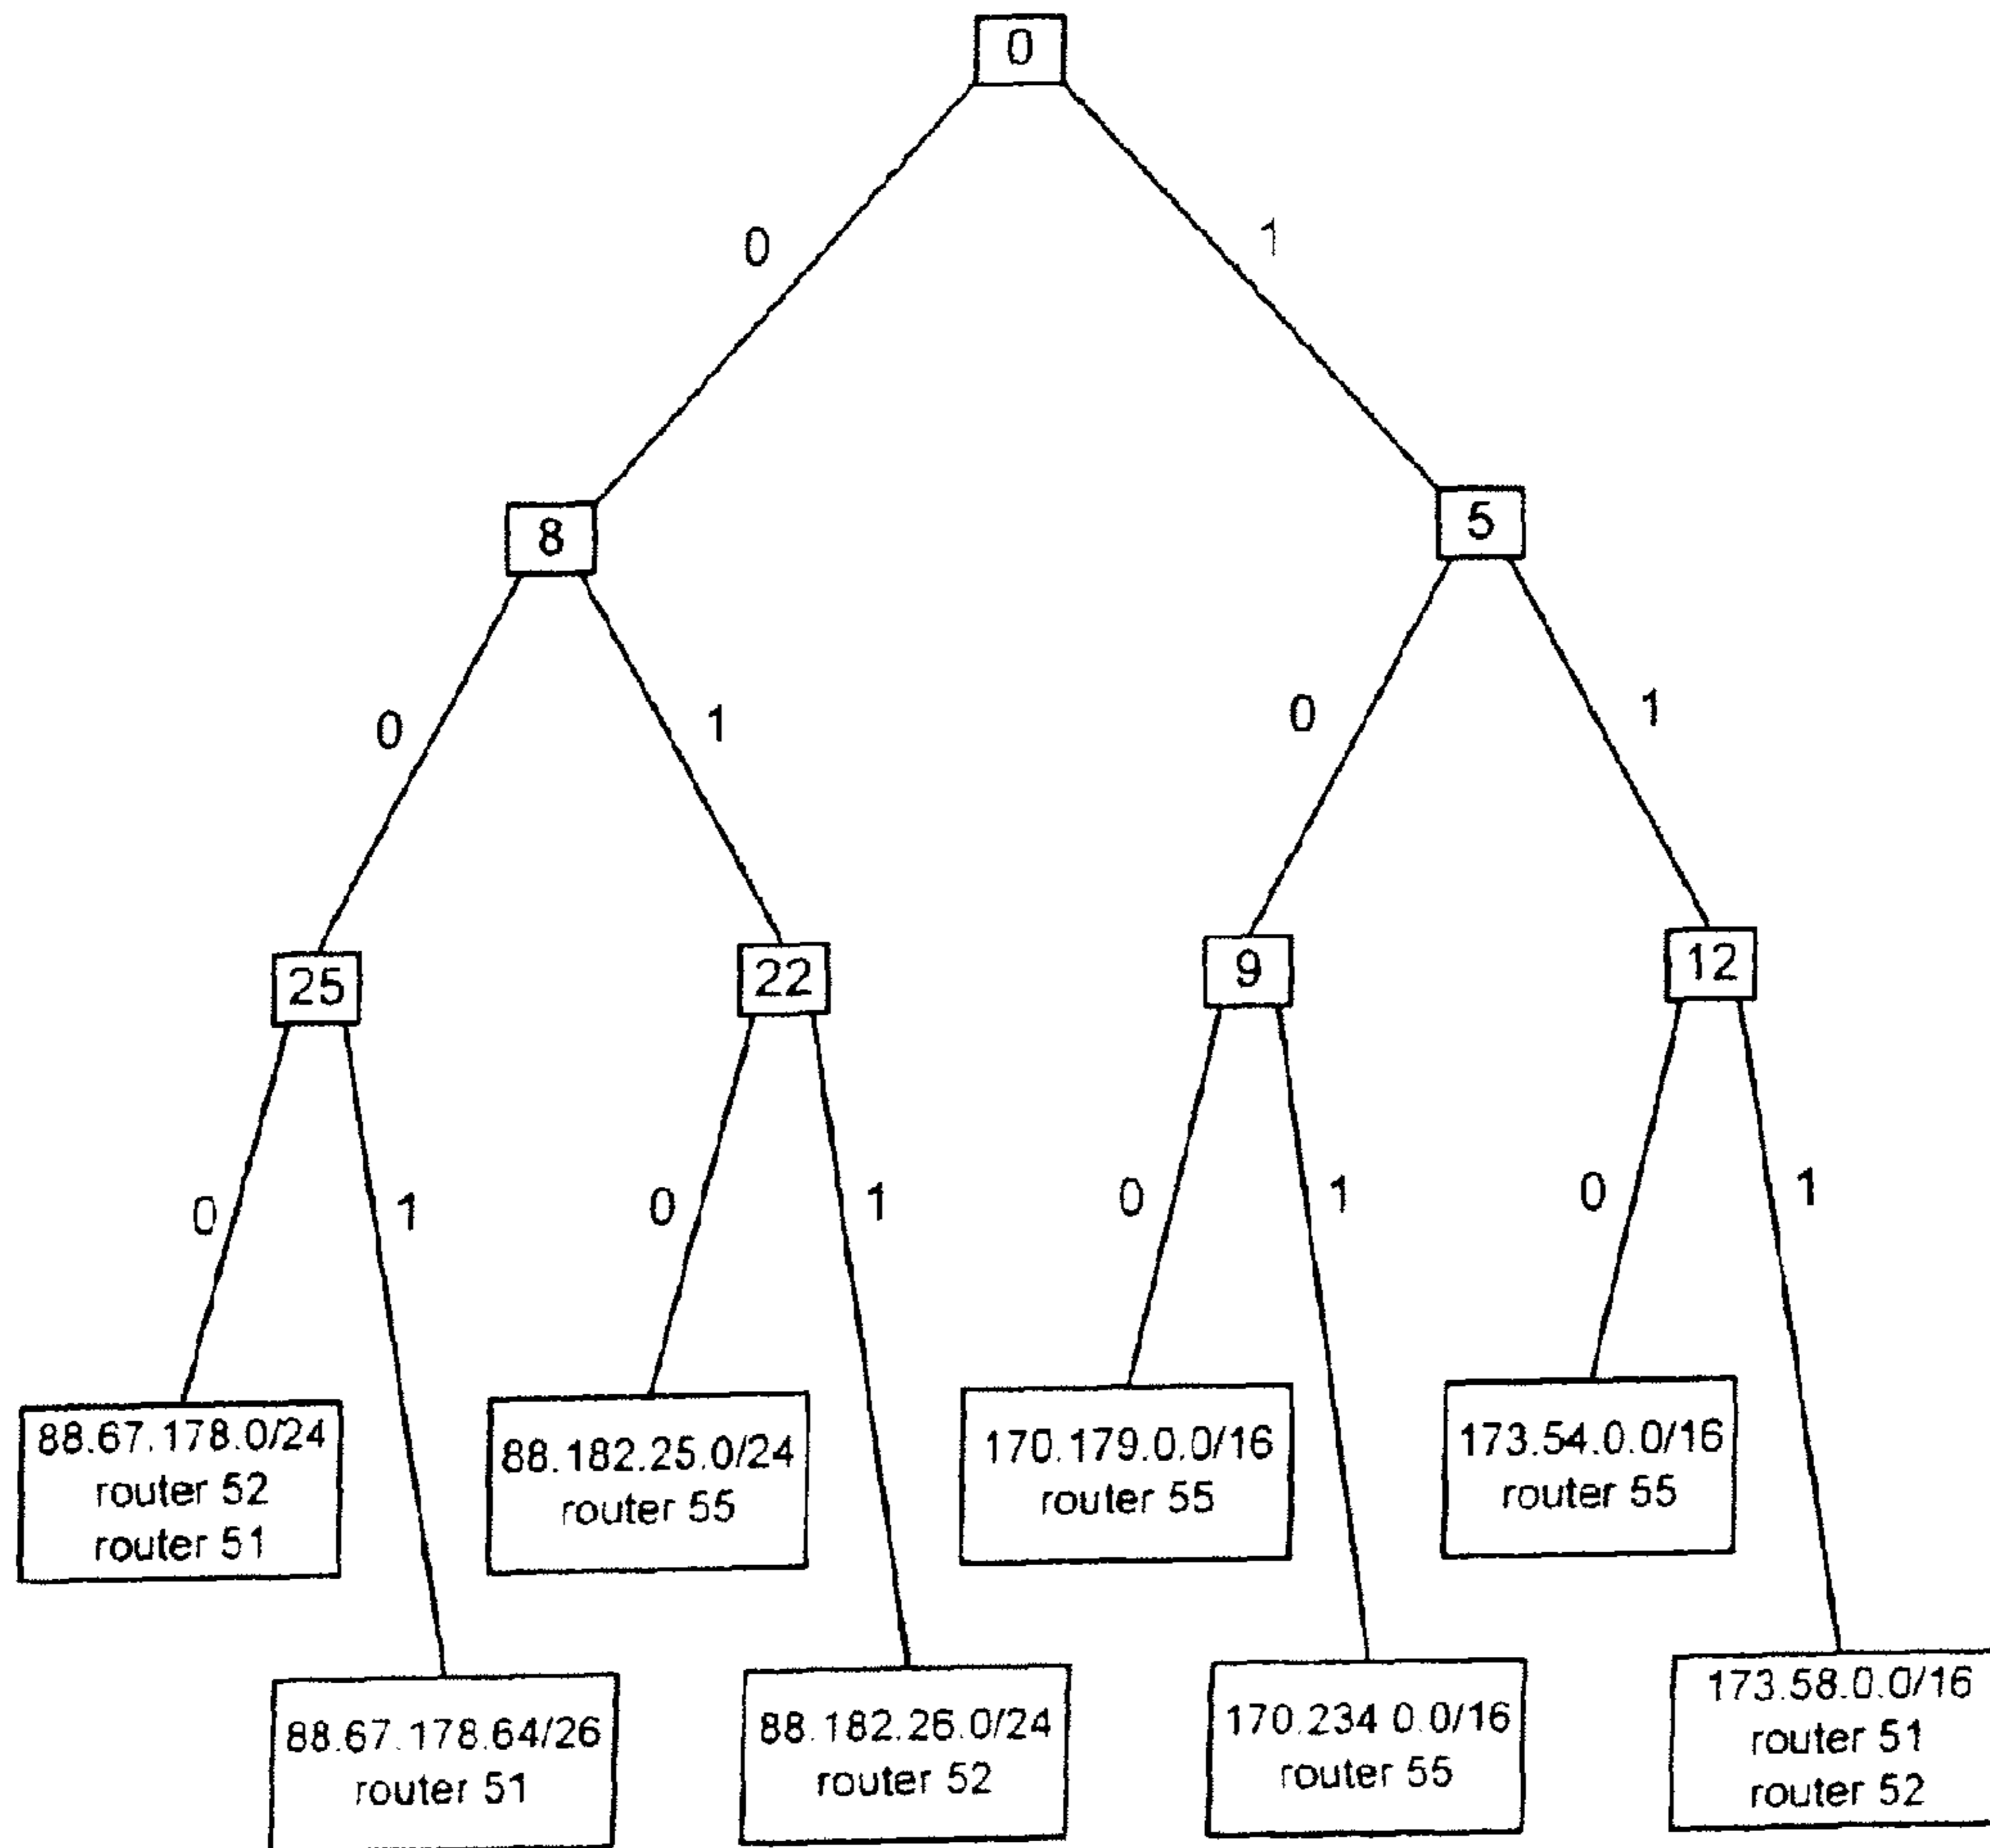 0
0
1
8
5
0
1
0
1
25
22
9
12
0
1
0
1
0
1
0
1
88.67.178.0/24
router 52
router 51
88.182.25.0/24
router 55
170.179.0.0/16
router 55
173.54.0.0/16
router 55
88.67.178.64/26
router 51
88.182.26.0/24
router 52
170.234.0.0/16
router 55
173.58.0.0/16
router 51
router 52